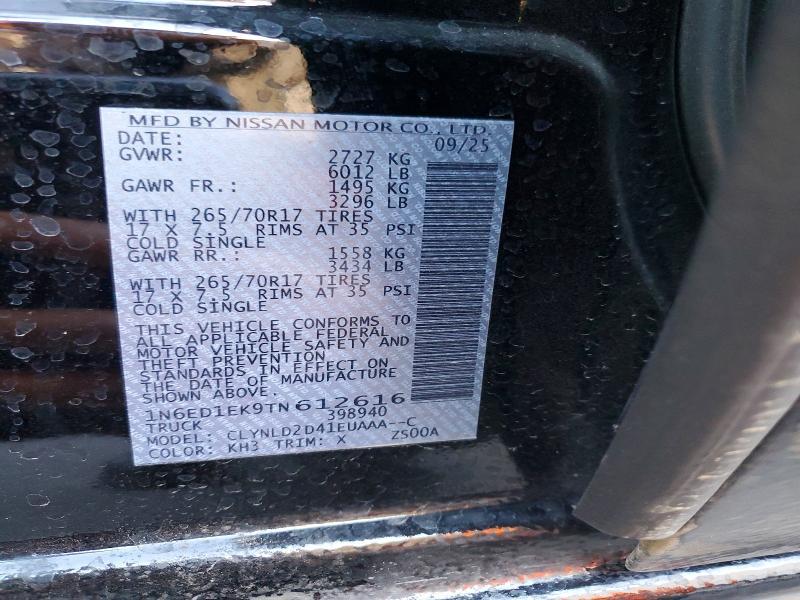 MFD BY NISSAN MOTOR CO., LTD.
DATE: 09/25
GVWR: 2727 KG
6012 LB
GAWR FR.: 1495 KG
3296 LB
WITH 265/70R17 TIRES
17 X 7.5 RIMS AT 35 PSI
COLD SINGLE
GAWR RR.: 1558 KG
3434 LB
WITH 265/70R17 TIRES
17 X 7.5 RIMS AT 35 PSI
COLD SINGLE
THIS VEHICLE CONFORMS TO
ALL APPLICABLE FEDERAL
MOTOR VEHICLE SAFETY AND
THEFT PREVENTION
STANDARDS IN EFFECT ON
THE DATE OF MANUFACTURE
SHOWN ABOVE.
1N6ED1EK9TN612616
TRUCK 398940
MODEL: CLYNLD2D41EUAAA--C
COLOR: KH3 TRIM: X ZS00A